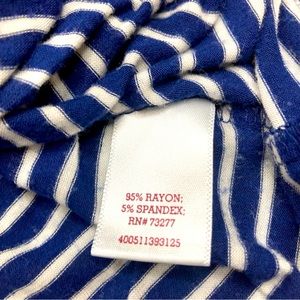 95% RAYON;
5% SPANDEX;
RN# 73277
400511393125